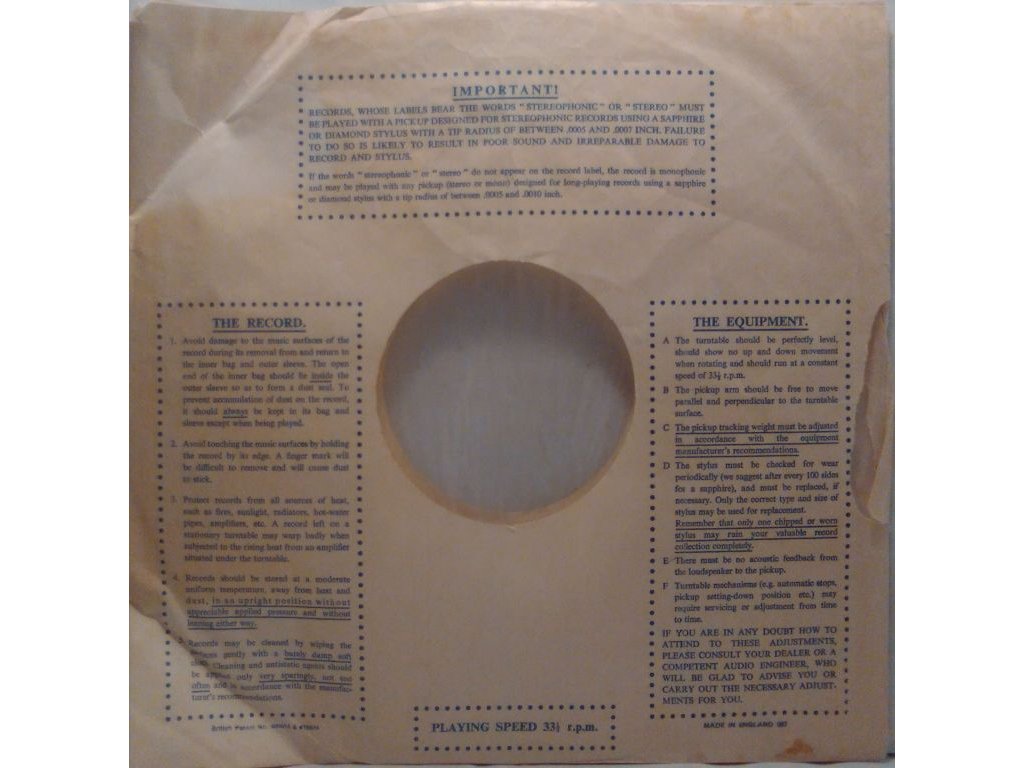 IMPORTANT!
RECORDS, WHOSE LABELS BEAR THE WORDS "STEREOPHONIC" OR "STEREO" MUST
BE PLAYED WITH A PICKUP DESIGNED FOR STEREOPHONIC RECORDS USING A SAPPHIRE
OR DIAMOND STYLUS WITH A TIP RADIUS OF BETWEEN .0005 AND .0007 INCH. FAILURE
TO DO SO IS LIKELY TO RESULT IN POOR SOUND AND IRREPARABLE DAMAGE TO
RECORD AND STYLUS.
If the words "stereophonic" or "stereo" do not appear on the record label, the record is monophonic
and may be played with any pickup (stereo or mono) designed for long-playing records using a sapphire
or diamond stylus with a tip radius of between .0005 and .0010 inch.
THE RECORD.
1. Avoid damage to the music surfaces of the
record during its removal from and return to
the inner bag and outer sleeve. The open
end of the inner bag should lie inside the
outer sleeve so as to form a dust seal. To
prevent accumulation of dust on the record,
it should always be kept in its bag and
sleeve except when being played.
2. Avoid touching the music surfaces by holding
the record by its edge. A finger mark will
be difficult to remove and will cause dust
to stick.
3. Protect records from all sources of heat,
such as fires, sunlight, radiators, hot-water
pipes, amplifiers, etc. A record left on a
stationary turntable may warp badly when
subjected to the rising heat from an amplifier
situated under the turntable.
4. Records should be stored at a moderate
uniform temperature, away from heat and
dust, in an upright position without
appreciable applied pressure and without
leaning either way.
Records may be cleaned by wiping the
gently with a barely damp soft
Cleaning and antistatic agents should
be applied only very sparingly, not too
often and in accordance with the manufac-
turer's recommendations.
British Patent No.
THE EQUIPMENT.
A The turntable should be perfectly level,
should show no up and down movement
when rotating and should run at a constant
speed of 33⅓ r.p.m.
B The pickup arm should be free to move
parallel and perpendicular to the turntable
surface.
C The pickup tracking weight must be adjusted
in accordance with the equipment
manufacturer's recommendations.
D The stylus must be checked for wear
periodically (we suggest after every 100 sides
for a sapphire), and must be replaced, if
necessary. Only the correct type and size of
stylus may be used for replacement.
Remember that only one chipped or worn
stylus may ruin your valuable record
collection completely.
E There must be no acoustic feedback from
the loudspeaker to the pickup.
F Turntable mechanisms (e.g. automatic stops,
pickup setting-down position etc.) may
require servicing or adjustment from time
to time.
IF YOU ARE IN ANY DOUBT HOW TO
ATTEND TO THESE ADJUSTMENTS,
PLEASE CONSULT YOUR DEALER OR A
COMPETENT AUDIO ENGINEER, WHO
WILL BE GLAD TO ADVISE YOU OR
CARRY OUT THE NECESSARY ADJUST-
MENTS FOR YOU.
MADE IN ENGLAND
PLAYING SPEED 33⅓ r.p.m.